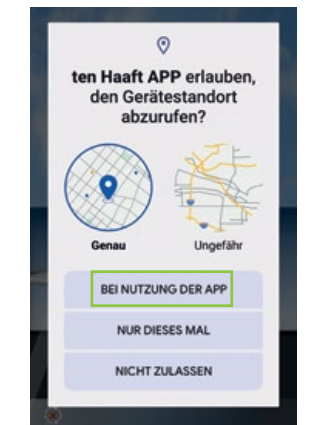 ten Haaft APP erlauben,
den Gerätestandort
abzurufen?
Genau Ungefähr
BEI NUTZUNG DER APP
NUR DIESES MAL
NICHT ZULASSEN